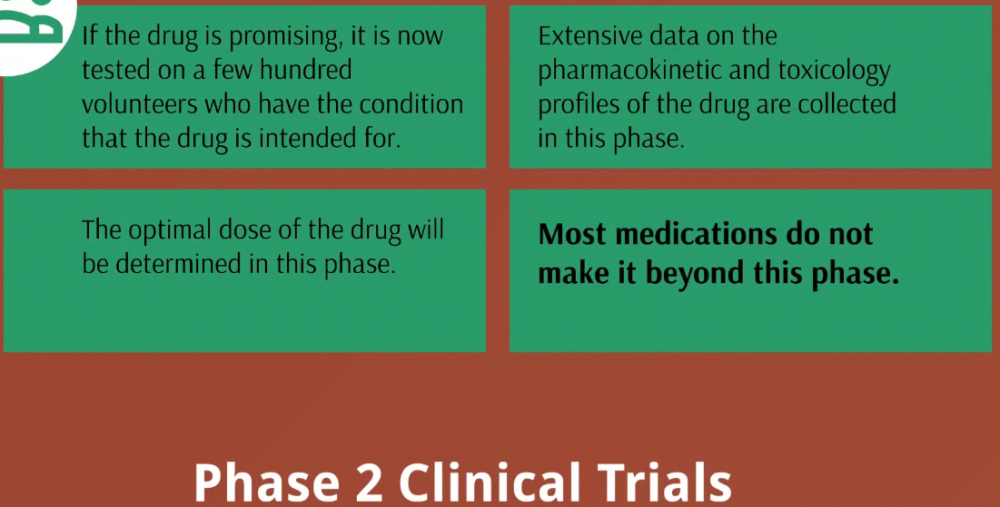 If the drug is promising, it is now
tested on a few hundred
volunteers who have the condition
that the drug is intended for.
Extensive data on the
pharmacokinetic and toxicology
profiles of the drug are collected
in this phase.
The optimal dose of the drug will
be determined in this phase.
Most medications do not
make it beyond this phase.
Phase 2 Clinical Trials